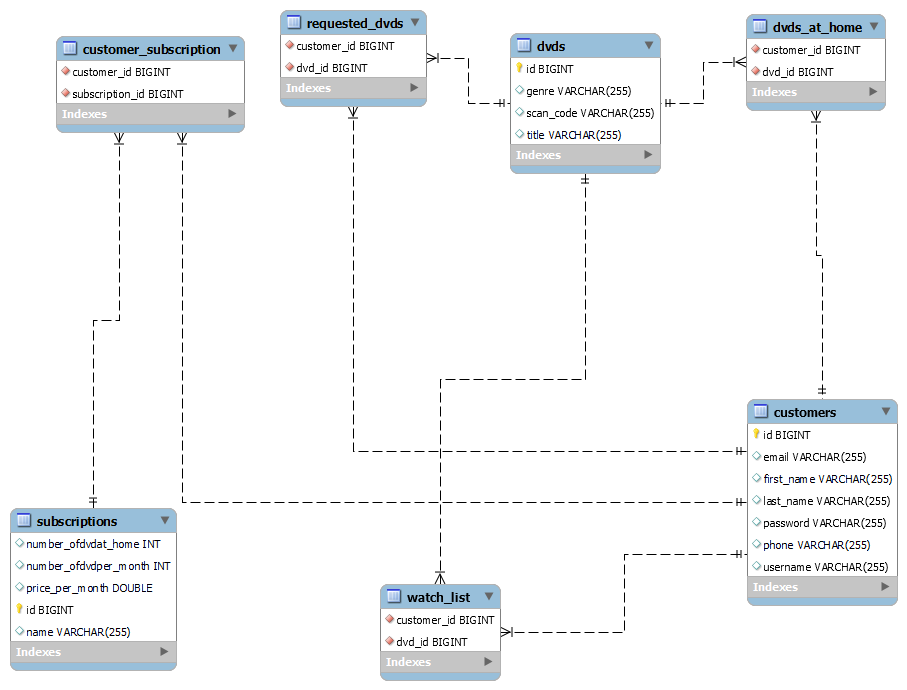 customer_subscription
customer_id BIGINT
subscription_id BIGINT
Indexes
requested_dvds
customer_id BIGINT
dvd_id BIGINT
Indexes
dvds
id BIGINT
genre VARCHAR(255)
scan_code VARCHAR(255)
title VARCHAR(255)
Indexes
dvds_at_home
customer_id BIGINT
dvd_id BIGINT
Indexes
customers
id BIGINT
email VARCHAR(255)
first_name VARCHAR(255)
last_name VARCHAR(255)
password VARCHAR(255)
phone VARCHAR(255)
username VARCHAR(255)
Indexes
subscriptions
number_ofdvdat_home INT
number_ofdvdper_month INT
price_per_month DOUBLE
id BIGINT
name VARCHAR(255)
Indexes
watch_list
customer_id BIGINT
dvd_id BIGINT
Indexes